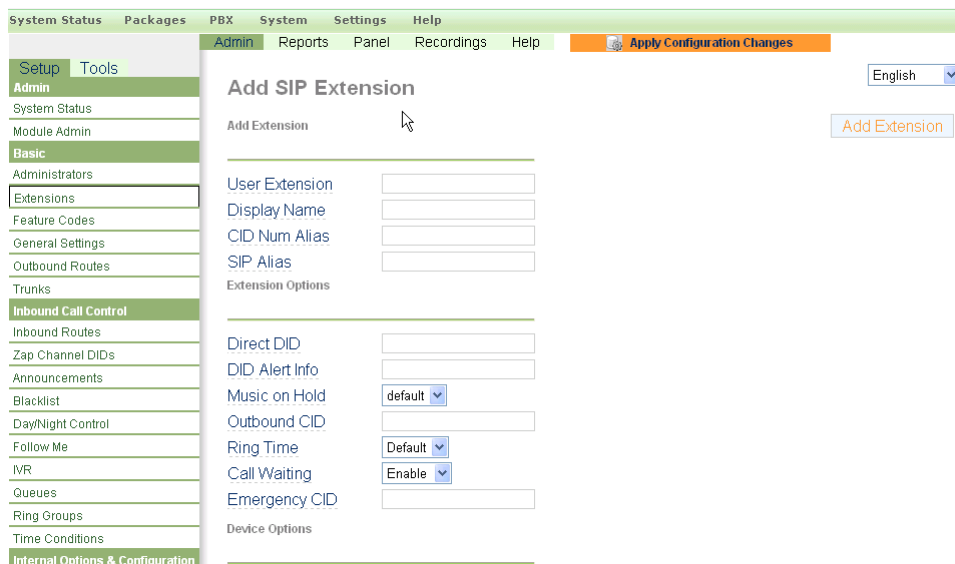 System Status Packages PBX System Settings Help
Admin Reports Panel Recordings Help Apply Configuration Changes
Setup Tools
Admin
System Status
Module Admin
Basic
Administrators
Extensions
Feature Codes
General Settings
Outbound Routes
Trunks
Inbound Call Control
Inbound Routes
Zap Channel DIDs
Announcements
Blacklist
Day/Night Control
Follow Me
IVR
Queues
Ring Groups
Time Conditions
Internal Options & Configuration
English
Add SIP Extension
Add Extension
Add Extension
User Extension
Display Name
CID Num Alias
SIP Alias
Extension Options
Direct DID
DID Alert Info
Music on Hold default
Outbound CID
Ring Time Default
Call Waiting Enable
Emergency CID
Device Options